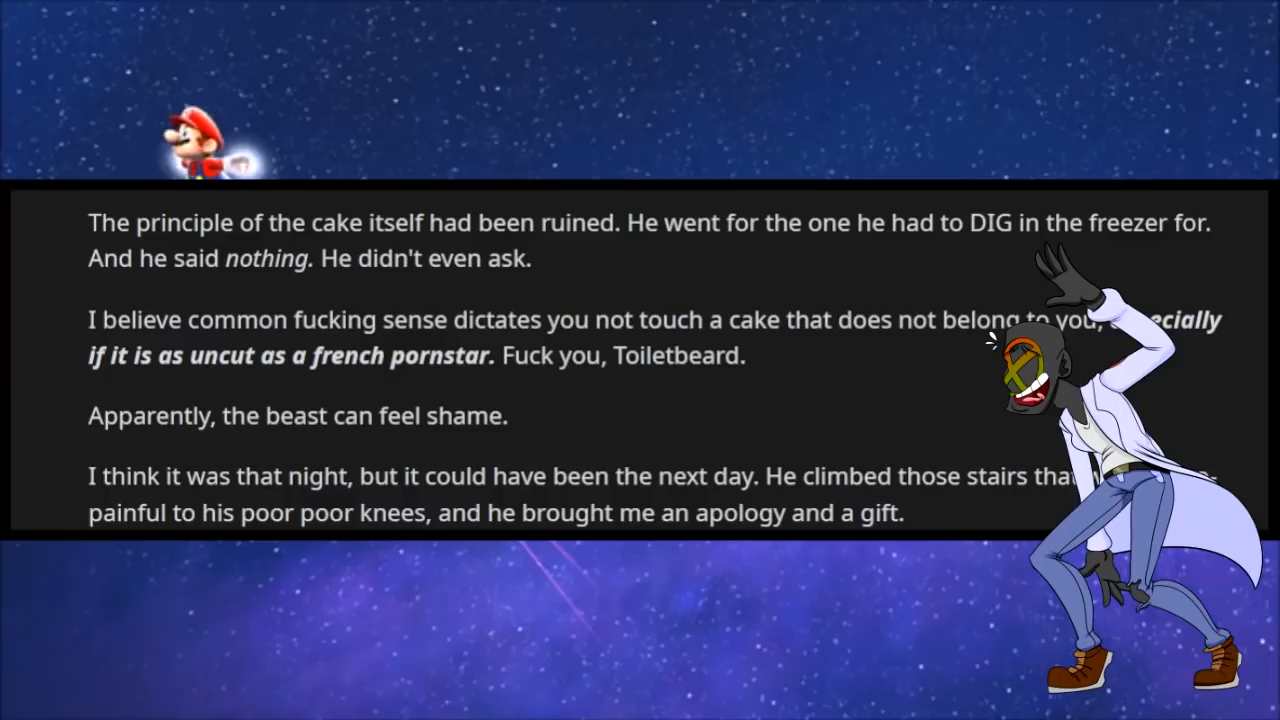 The principle of the cake itself had been ruined. He went for the one he had to DIG in the freezer for.
And he said nothing. He didn't even ask.
I believe common fucking sense dictates you not touch a cake that does not belong to you,
if it is as uncut as a french pornstar. Fuck you, Toiletbeard.
Apparently, the beast can feel shame.
I think it was that night, but it could have been the next day. He climbed those stairs
painful to his poor poor knees, and he brought me an apology and a gift.